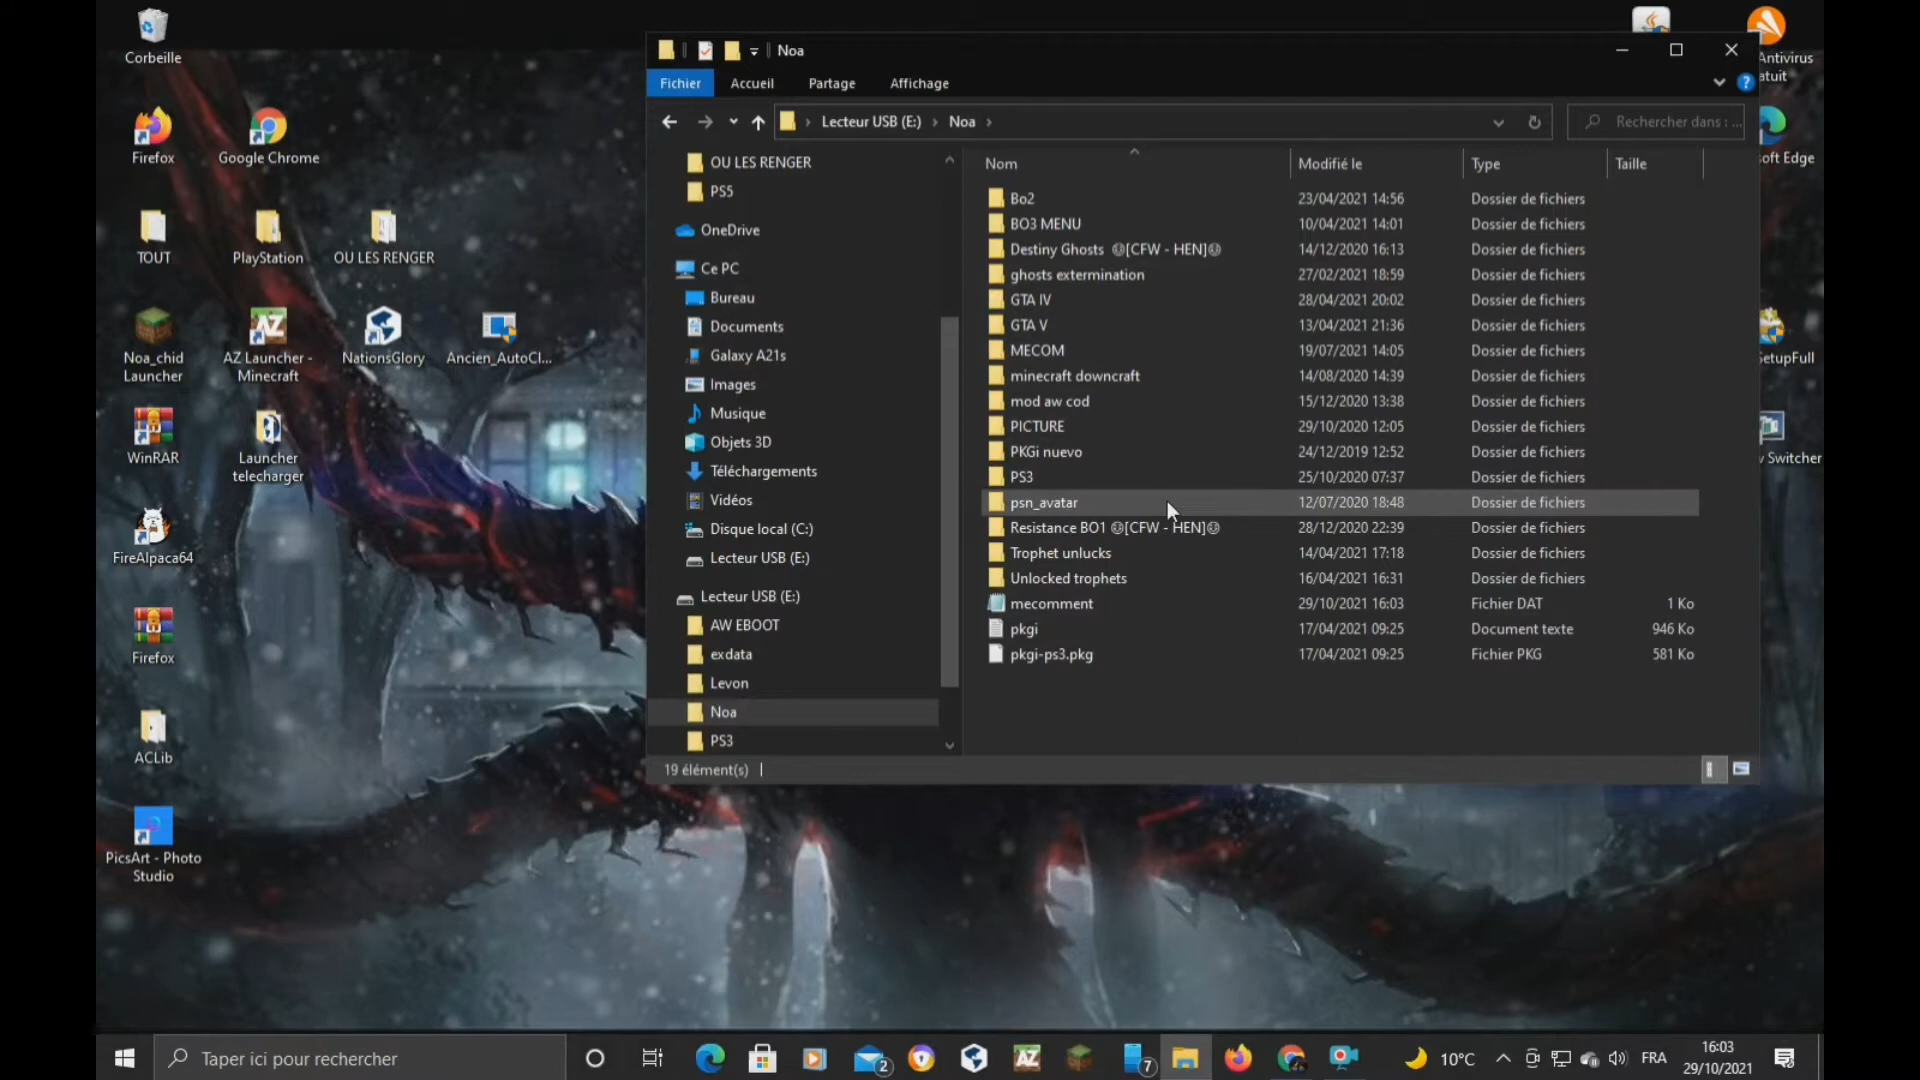 Corbeille
Firefox
Google Chrome
TOUT
PlayStation
OU LES RENGER
Noa_chid
Launcher
AZ Launcher -
Minecraft
NationsGlory
Ancien_AutoCl...
WinRAR
Launcher
telecharger
FireAlpaca64
Firefox
ACLib
PicsArt - Photo
Studio
Noa
Fichier
Accueil
Partage
Affichage
Lecteur USB (E:) › Noa ›
Rechercher dans : ...
OU LES RENGER
PS5
OneDrive
Ce PC
Bureau
Documents
Galaxy A21s
Images
Musique
Objets 3D
Téléchargements
Vidéos
Disque local (C:)
Lecteur USB (E:)
Lecteur USB (E:)
AW EBOOT
exdata
Levon
Noa
PS3
Nom Modifié le Type Taille
Bo2 23/04/2021 14:56 Dossier de fichiers
BO3 MENU 10/04/2021 14:01 Dossier de fichiers
Destiny Ghosts [CFW - HEN] 14/12/2020 16:13 Dossier de fichiers
ghosts extermination 27/02/2021 18:59 Dossier de fichiers
GTA IV 28/04/2021 20:02 Dossier de fichiers
GTA V 13/04/2021 21:36 Dossier de fichiers
MECOM 19/07/2021 14:05 Dossier de fichiers
minecraft downcraft 14/08/2020 14:39 Dossier de fichiers
mod aw cod 15/12/2020 13:38 Dossier de fichiers
PICTURE 29/10/2020 12:05 Dossier de fichiers
PKGi nuevo 24/12/2019 12:52 Dossier de fichiers
PS3 25/10/2020 07:37 Dossier de fichiers
psn_avatar 12/07/2020 18:48 Dossier de fichiers
Resistance BO1 [CFW - HEN] 28/12/2020 22:39 Dossier de fichiers
Trophet unlucks 14/04/2021 17:18 Dossier de fichiers
Unlocked trophets 16/04/2021 16:31 Dossier de fichiers
mecomment 29/10/2021 16:03 Fichier DAT 1 Ko
pkgi 17/04/2021 09:25 Document texte 946 Ko
pkgi-ps3.pkg 17/04/2021 09:25 Fichier PKG 581 Ko
19 élément(s)
Antivirus
atuit
oft Edge
SetupFull
Switcher
Taper ici pour rechercher
AZ
2
7
10°C
FRA
16:03
29/10/2021